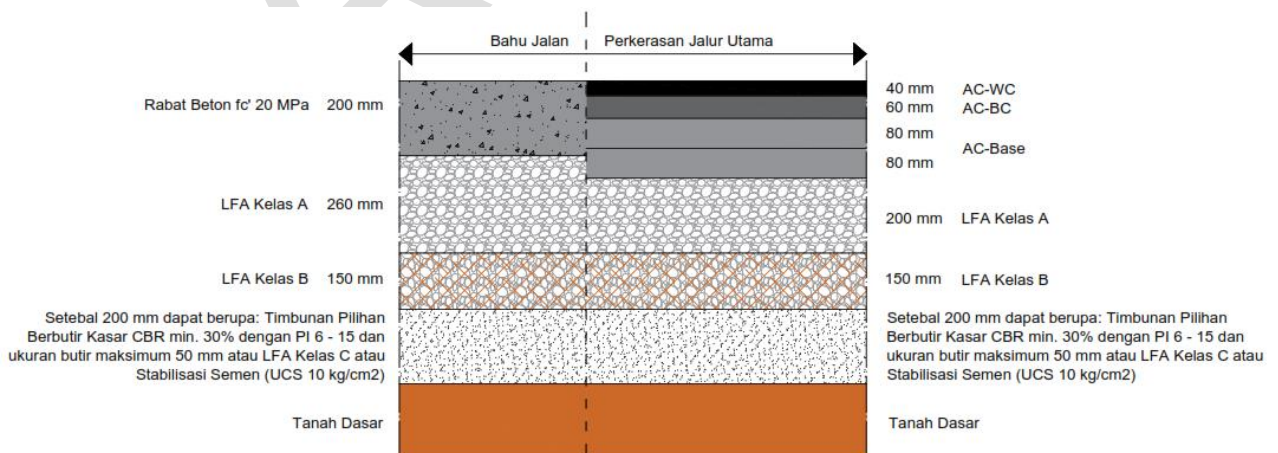 Bahu Jalan
Perkerasan Jalur Utama
Rabat Beton fc' 20 MPa 200 mm
40 mm AC-WC
60 mm AC-BC
80 mm
AC-Base
80 mm
LFA Kelas A 260 mm
200 mm LFA Kelas A
LFA Kelas B 150 mm
150 mm LFA Kelas B
Setebal 200 mm dapat berupa: Timbunan Pilihan
Berbutir Kasar CBR min. 30% dengan PI 6 - 15 dan
ukuran butir maksimum 50 mm atau LFA Kelas C atau
Stabilisasi Semen (UCS 10 kg/cm2)
Setebal 200 mm dapat berupa: Timbunan Pilihan
Berbutir Kasar CBR min. 30% dengan PI 6 - 15 dan
ukuran butir maksimum 50 mm atau LFA Kelas C atau
Stabilisasi Semen (UCS 10 kg/cm2)
Tanah Dasar
Tanah Dasar